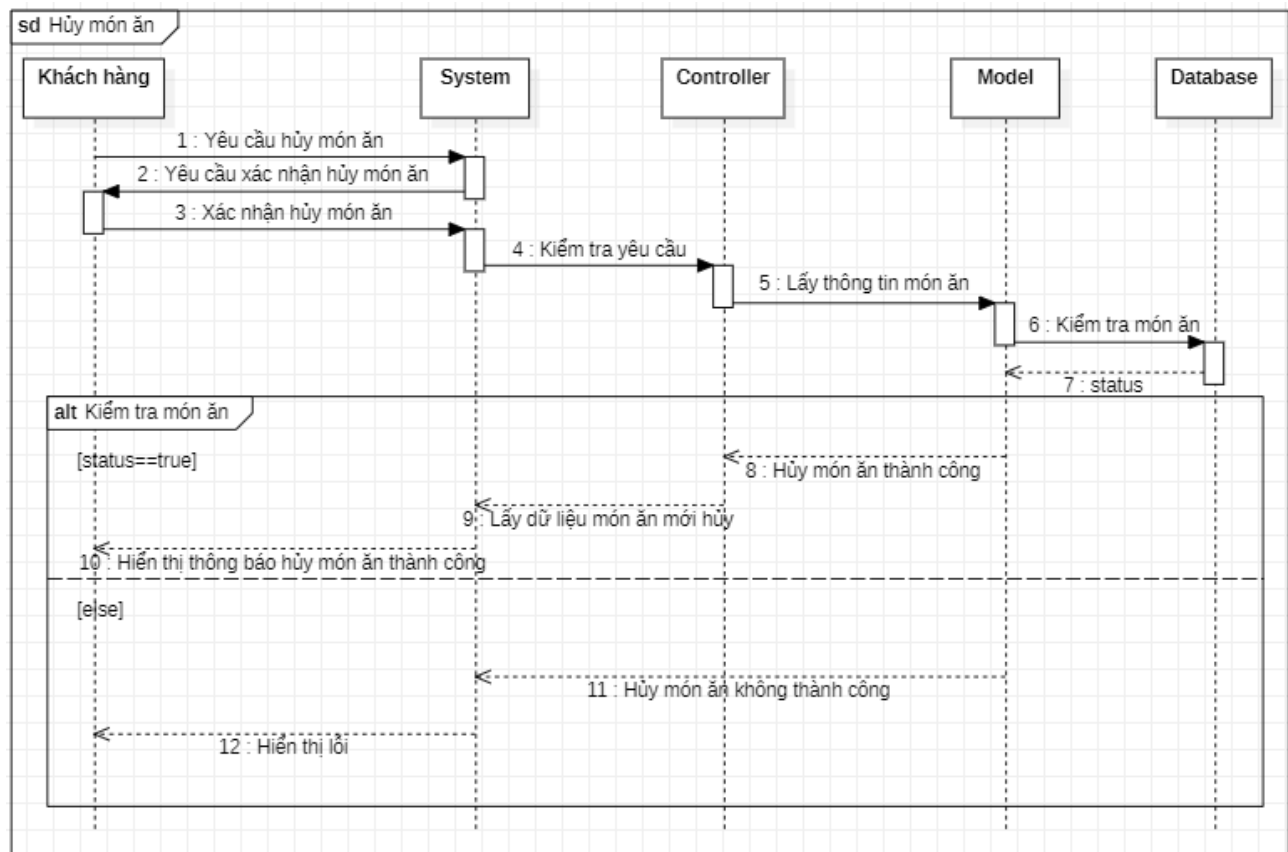 sd Hủy món ăn
Khách hàng
System
Controller
Model
Database
1 : Yêu cầu hủy món ăn
2 : Yêu cầu xác nhận hủy món ăn
3 : Xác nhận hủy món ăn
4 : Kiểm tra yêu cầu
5 : Lấy thông tin món ăn
6 : Kiểm tra món ăn
7 : status
alt Kiểm tra món ăn
[status==true]
8 : Hủy món ăn thành công
9 : Lấy dữ liệu món ăn mới hủy
10 : Hiển thị thông báo hủy món ăn thành công
[else]
11 : Hủy món ăn không thành công
12 : Hiển thị lỗi